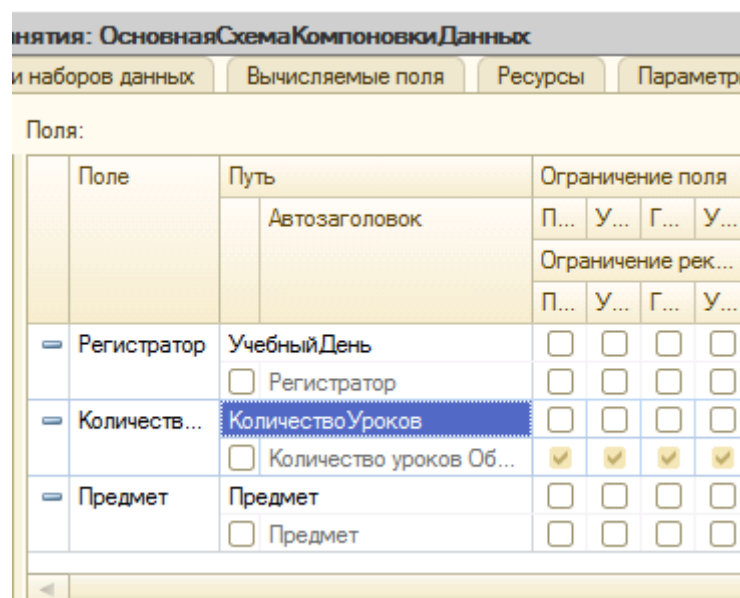 нятия: ОсновнаяСхемаКомпоновкиДанных
и наборов данных Вычисляемые поля Ресурсы Параметр
Поля:
Поле Путь Ограничение поля
Автозаголовок П... У... Г... У...
Ограничение рек...
П... У... Г... У...
Регистратор УчебныйДень
Регистратор
Количеств... КоличествоУроков
Количество уроков Об...
Предмет Предмет
Предмет